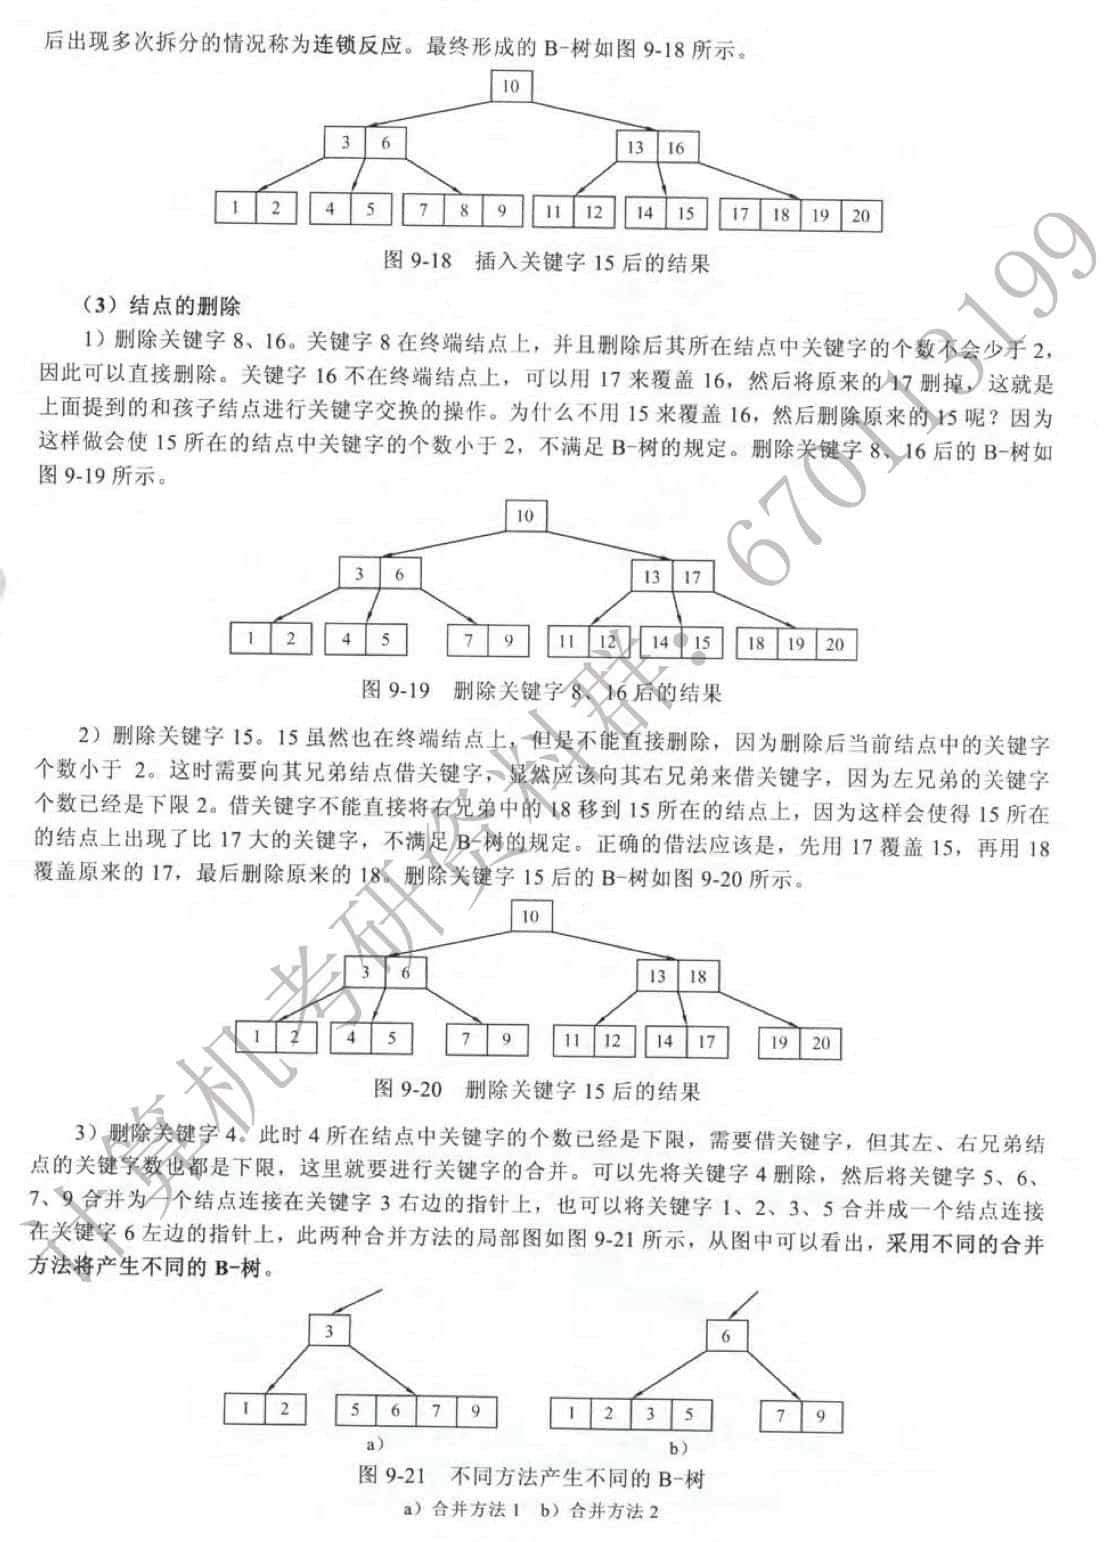 后出现多次拆分的情况称为连锁反应。最终形成的 B-树如图 9-18 所示。
10
3 6 13 16
1 2 4 5 7 8 9 11 12 14 15 17 18 19 20
图 9-18 插入关键字 15 后的结果
（3）结点的删除
1）删除关键字 8、16。关键字 8 在终端结点上，并且删除后其所在结点中关键字的个数不会少于 2，
因此可以直接删除。关键字 16 不在终端结点上，可以用 17 来覆盖 16，然后将原来的 17 删掉，这就是
上面提到的和孩子结点进行关键字交换的操作。为什么不用 15 来覆盖 16，然后删除原来的 15 呢？因为
这样做会使 15 所在的结点中关键字的个数小于 2，不满足 B-树的规定。删除关键字 8、16 后的 B-树如
图 9-19 所示。
10
3 6 13 17
1 2 4 5 7 9 11 12 14 15 18 19 20
图 9-19 删除关键字 8、16 后的结果
2）删除关键字 15。15 虽然也在终端结点上，但是不能直接删除，因为删除后当前结点中的关键字
个数小于 2。这时需要向其兄弟结点借关键字，显然应该向其右兄弟来借关键字，因为左兄弟的关键字
个数已经是下限 2。借关键字不能直接将右兄弟中的 18 移到 15 所在的结点上，因为这样会使得 15 所在
的结点上出现了比 17 大的关键字，不满足 B-树的规定。正确的借法应该是，先用 17 覆盖 15，再用 18
覆盖原来的 17，最后删除原来的 18。删除关键字 15 后的 B-树如图 9-20 所示。
10
3 6 13 18
1 2 4 5 7 9 11 12 14 17 19 20
图 9-20 删除关键字 15 后的结果
3）删除关键字 4．此时 4 所在结点中关键字的个数已经是下限，需要借关键字，但其左、右兄弟结
点的关键字数也都是下限，这里就要进行关键字的合并。可以先将关键字 4 删除，然后将关键字 5、6、
7、9 合并为一个结点连接在关键字 3 右边的指针上，也可以将关键字 1、2、3、5 合并成一个结点连接
在关键字 6 左边的指针上，此两种合并方法的局部图如图 9-21 所示，从图中可以看出，采用不同的合并
方法将产生不同的 B-树。
3 6
1 2 5 6 7 9 1 2 3 5 7 9
a） b）
图 9-21 不同方法产生不同的 B-树
a）合并方法 1 b）合并方法 2
计算机考研资料群：670113199